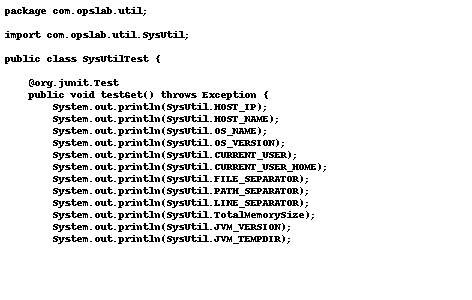 package com.opslab.util;

import com.opslab.util.SysUtil;

public class SysUtilTest {

    @org.junit.Test
    public void testGet() throws Exception {
        System.out.println(SysUtil.HOST_IP);
        System.out.println(SysUtil.HOST_NAME);
        System.out.println(SysUtil.OS_NAME);
        System.out.println(SysUtil.OS_VERSION);
        System.out.println(SysUtil.CURRENT_USER);
        System.out.println(SysUtil.CURRENT_USER_HOME);
        System.out.println(SysUtil.FILE_SEPARATOR);
        System.out.println(SysUtil.PATH_SEPARATOR);
        System.out.println(SysUtil.LINE_SEPARATOR);
        System.out.println(SysUtil.TotalMemorySize);
        System.out.println(SysUtil.JVM_VERSION);
        System.out.println(SysUtil.JVM_TEMPDIR);